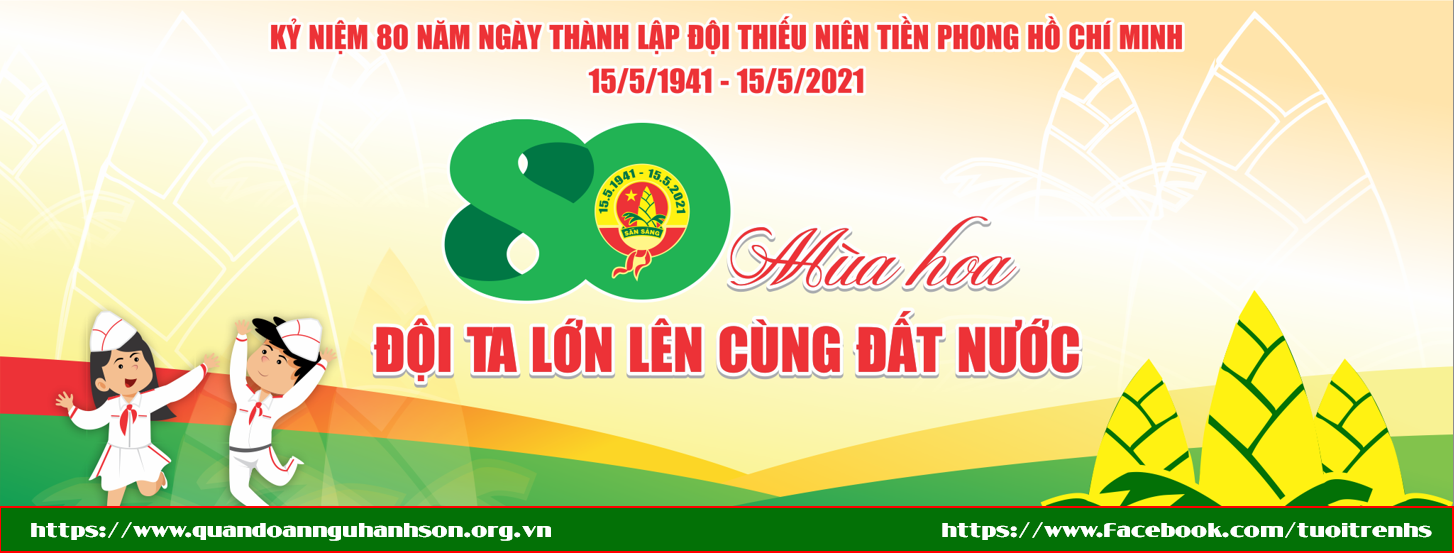 KỶ NIỆM 80 NĂM NGÀY THÀNH LẬP ĐỘI THIẾU NIÊN TIỀN PHONG HỒ CHÍ MINH
15/5/1941 - 15/5/2021
80
15.5.1941 - 15.5.2021
SẴN SÀNG
Mùa hoa
ĐỘI TA LỚN LÊN CÙNG ĐẤT NƯỚC
https://www.quandoannguhanhson.org.vn
https://www.Facebook.com/tuoitrenhs